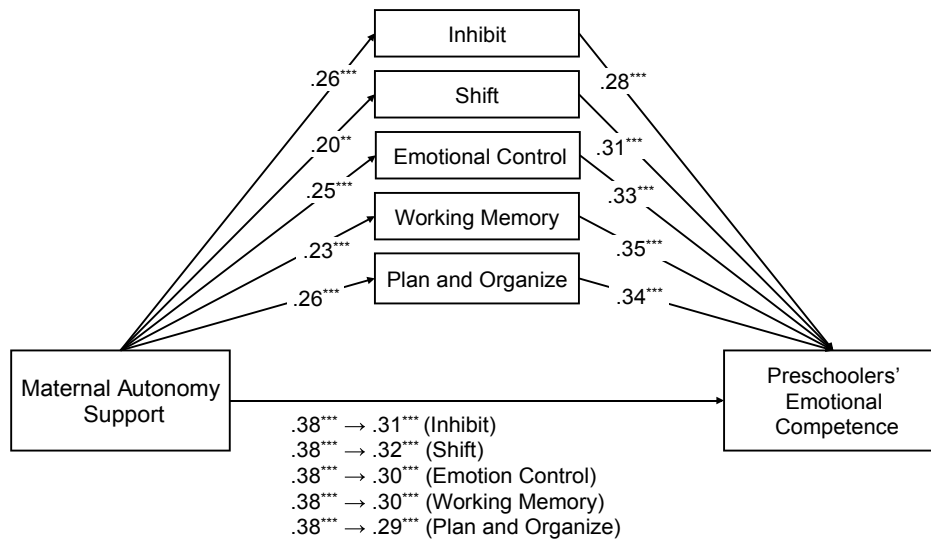 Inhibit
.26***
.28***
Shift
.20**
.31***
Emotional Control
.25***
.33***
Working Memory
.23***
.35***
Plan and Organize
.26***
.34***
Maternal Autonomy
Support
Preschoolers’
Emotional
Competence
.38*** → .31*** (Inhibit)
.38*** → .32*** (Shift)
.38*** → .30*** (Emotion Control)
.38*** → .30*** (Working Memory)
.38*** → .29*** (Plan and Organize)